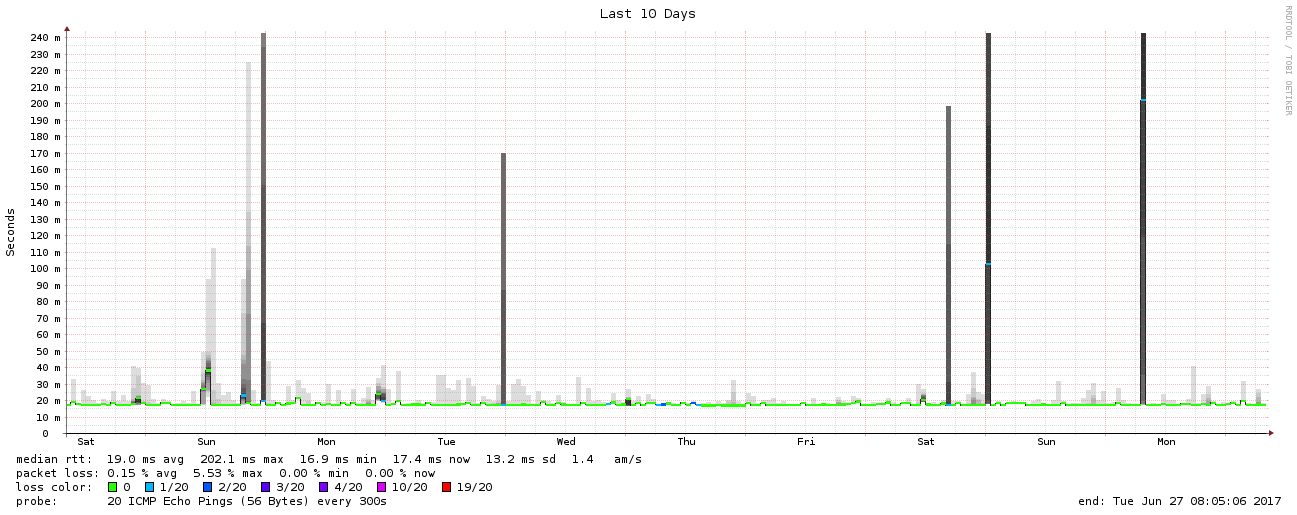 Last 10 Days
RRDTOOL / TOBI OETIKER
Seconds
240 m
230 m
220 m
210 m
200 m
190 m
180 m
170 m
160 m
150 m
140 m
130 m
120 m
110 m
100 m
90 m
80 m
70 m
60 m
50 m
40 m
30 m
20 m
10 m
0
Sat Sun Mon Tue Wed Thu Fri Sat Sun Mon
median rtt: 19.0 ms avg 202.1 ms max 16.9 ms min 17.4 ms now 13.2 ms sd 1.4 am/s
packet loss: 0.15 % avg 5.53 % max 0.00 % min 0.00 % now
loss color: 0 1/20 2/20 3/20 4/20 10/20 19/20
probe: 20 ICMP Echo Pings (56 Bytes) every 300s end: Tue Jun 27 08:05:06 2017